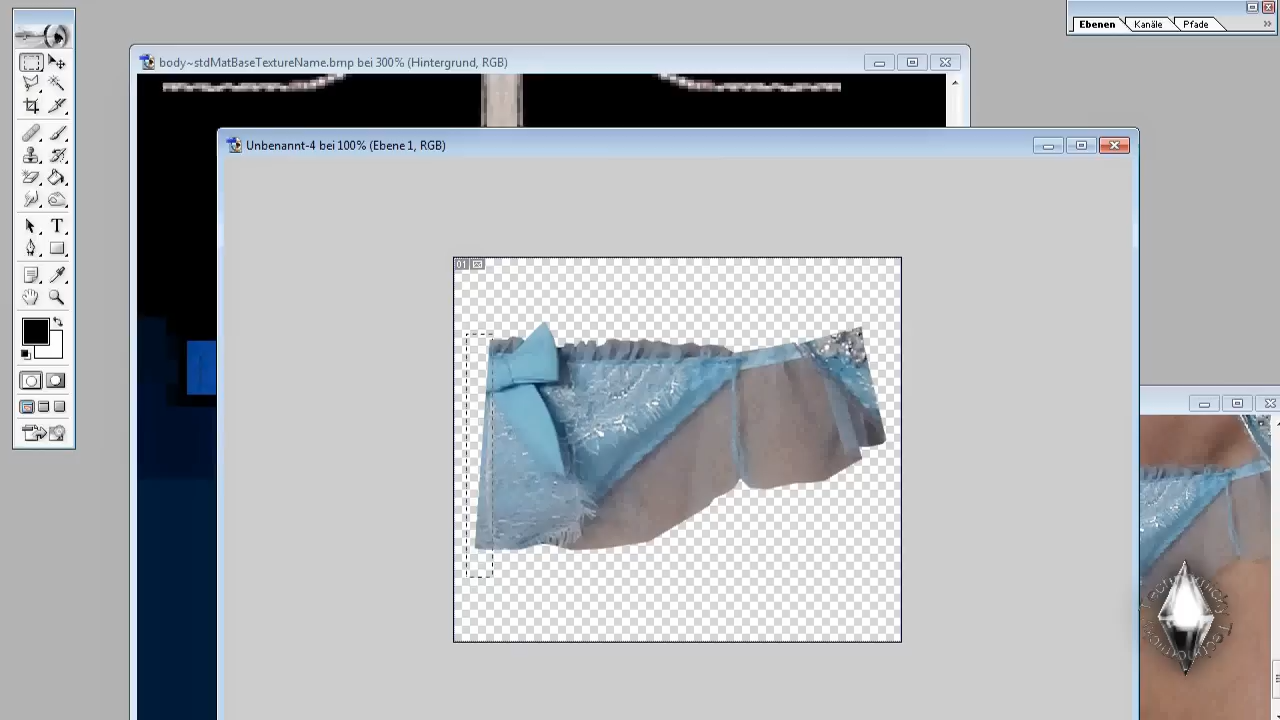 Ebenen
Kanäle
Pfade
body~stdMatBaseTextureName.bmp bei 300% (Hintergrund, RGB)
Unbenannt-4 bei 100% (Ebene 1, RGB)
01